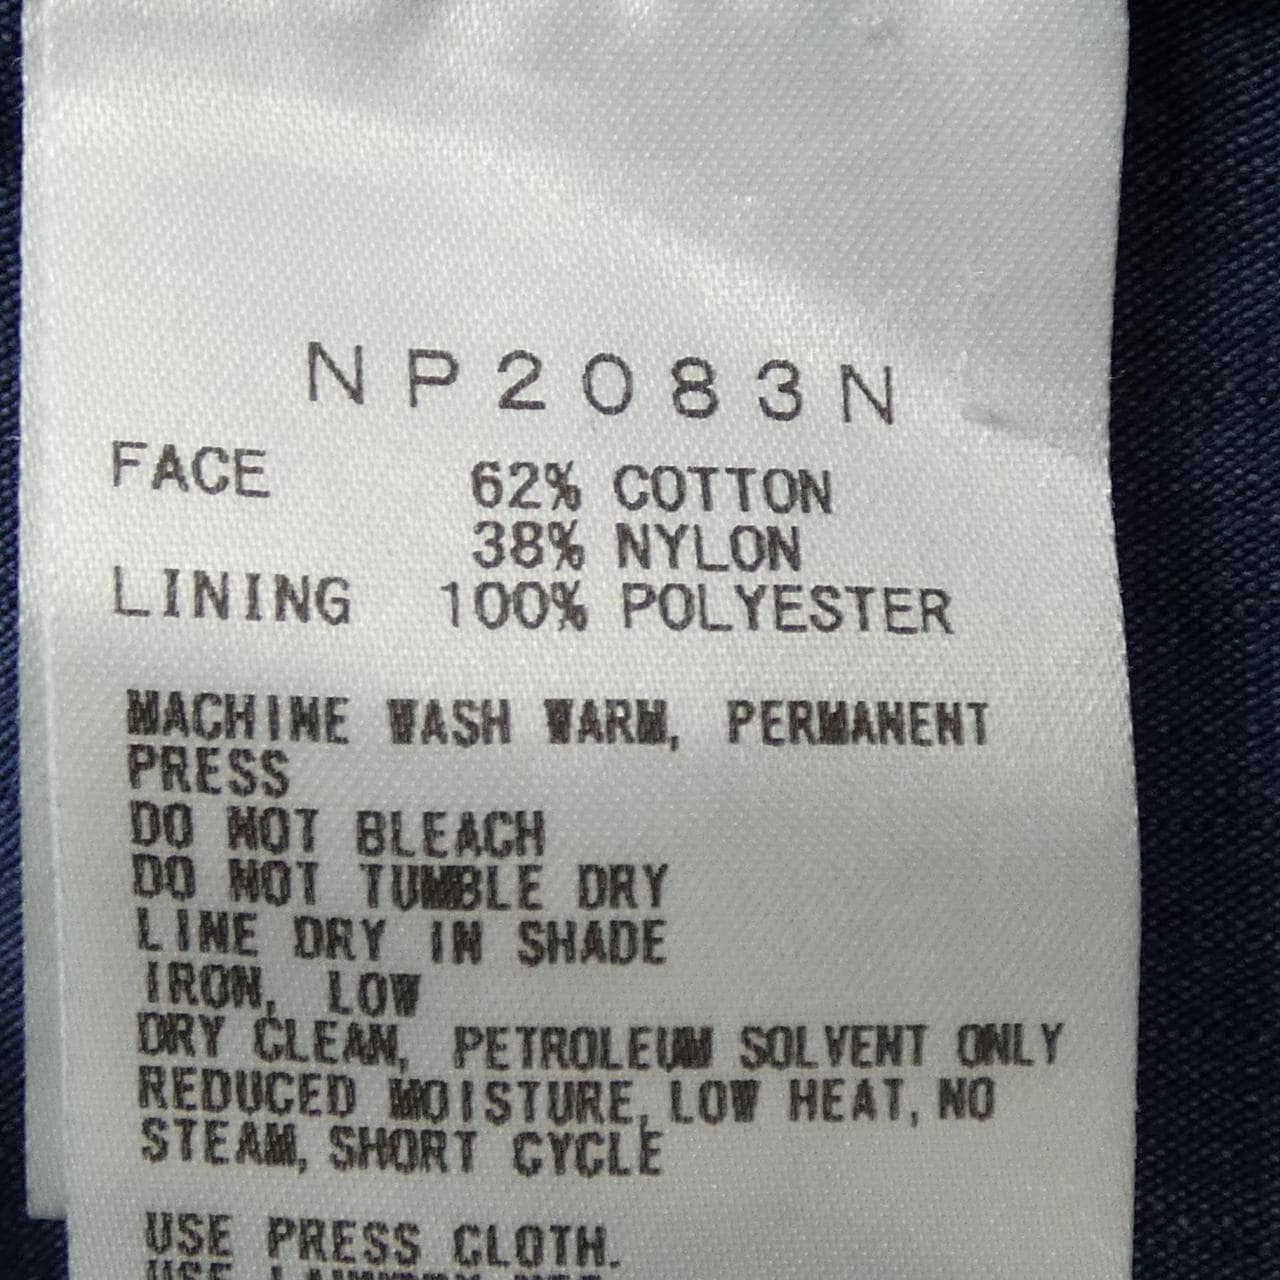 NP2083N
FACE 62% COTTON
38% NYLON
LINING 100% POLYESTER
MACHINE WASH WARM, PERMANENT
PRESS
DO NOT BLEACH
DO NOT TUMBLE DRY
LINE DRY IN SHADE
IRON, LOW
DRY CLEAN, PETROLEUM SOLVENT ONLY
REDUCED MOISTURE, LOW HEAT, NO
STEAM, SHORT CYCLE
USE PRESS CLOTH.
USE